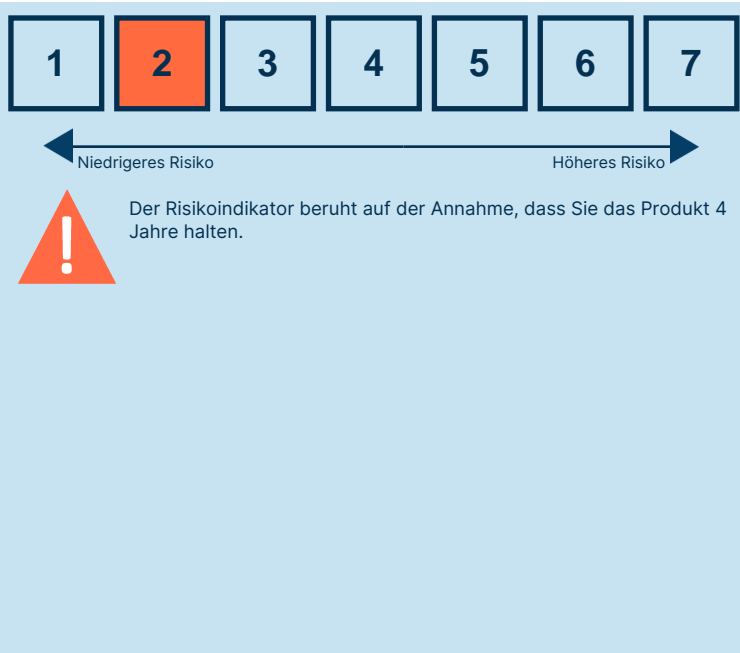 1 2 3 4 5 6 7
Niedrigeres Risiko Höheres Risiko
!
Der Risikoindikator beruht auf der Annahme, dass Sie das Produkt 4
Jahre halten.